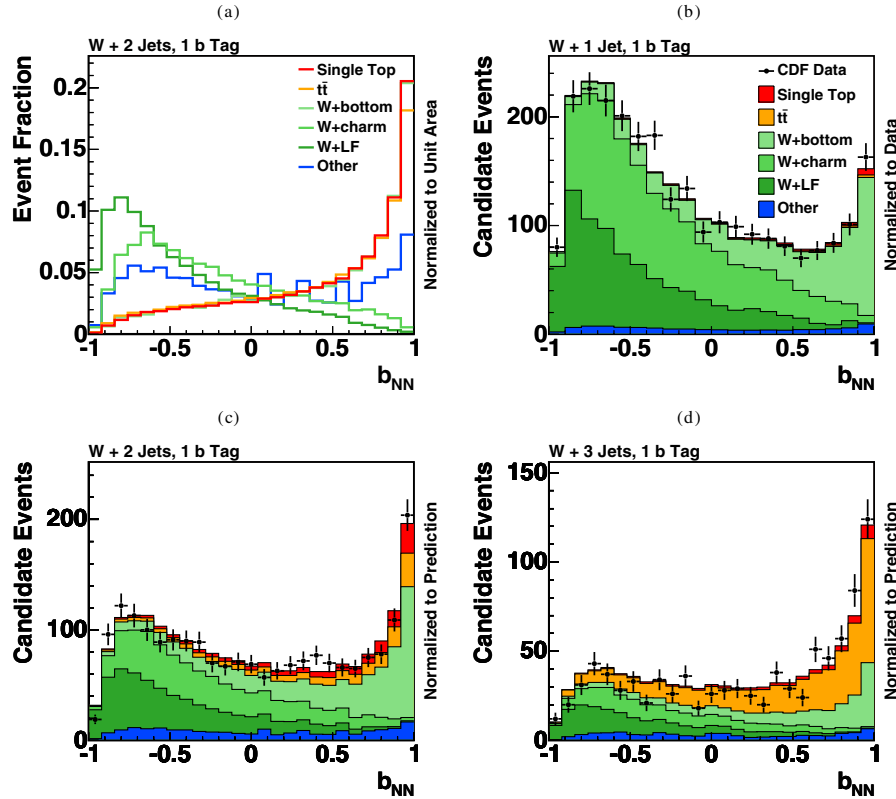 (a)
W + 2 Jets, 1 b Tag
Event Fraction
0.2
0.15
0.1
0.05
0
-1
-0.5
0
0.5
1
b_NN
Single Top
tt̄
W+bottom
W+charm
W+LF
Other
Normalized to Unit Area
(b)
W + 1 Jet, 1 b Tag
Candidate Events
200
100
0
-1
-0.5
0
0.5
1
b_NN
CDF Data
Single Top
tt̄
W+bottom
W+charm
W+LF
Other
Normalized to Data
(c)
W + 2 Jets, 1 b Tag
Candidate Events
200
100
0
-1
-0.5
0
0.5
1
b_NN
Normalized to Prediction
(d)
W + 3 Jets, 1 b Tag
Candidate Events
150
100
50
0
-1
-0.5
0
0.5
1
b_NN
Normalized to Prediction